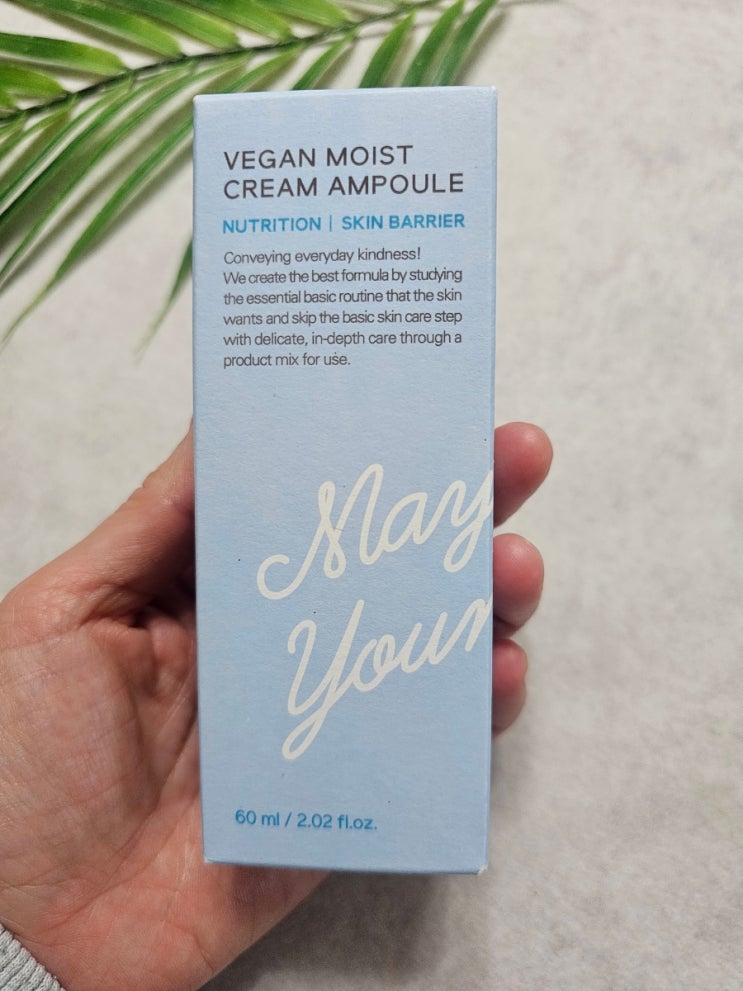 VEGAN MOIST
CREAM AMPOULE
NUTRITION | SKIN BARRIER
Conveying everyday kindness!
We create the best formula by studying
the essential basic routine that the skin
wants and skip the basic skin care step
with delicate, in-depth care through a
product mix for use.
May
Your
60 ml / 2.02 fl.oz.